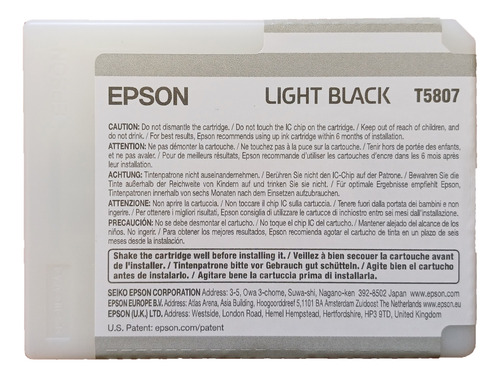 EPSON LIGHT BLACK T5807
CAUTION: Do not dismantle the cartridge. / Do not touch the IC chip on the cartridge. / Keep out of reach of children, and
do not drink. / For best results, Epson recommends using up ink cartridge within 6 months of installation.
ATTENTION: Ne pas démonter la cartouche. / Ne touchez pas à la puce sur la cartouche. / Tenir hors de portée des enfants,
et ne pas avaler. / Pour de meilleurs résultats, Epson recommande d'utiliser les cartouches d'encre dans les 6 mois après
leur installation.
ACHTUNG: Tintenpatrone nicht auseinandernehmen. / Berühren Sie nicht den IC-Chip auf der Patrone. / Bewahren Sie die
Tinte außerhalb der Reichweite von Kindern auf und trinken Sie sie nicht. / Für optimale Ergebnisse empfiehlt Epson,
Tintenpatronen innerhalb von sechs Monaten nach dem Einsetzen aufzubrauchen.
ATTENZIONE: Non aprire la cartuccia. / Non toccare il chip IC sulla cartuccia. / Tenere fuori dalla portata dei bambini e non
ingerire. / Per ottenere i migliori risultati, Epson consiglia di utilizzare le cartucce di inchiostro entro sei mesi dall'installazione.
PRECAUCIÓN: No se debe desmontar el cartucho. / No toque el chip IC del cartucho. / Mantener alejado del alcance de los
niños. No ingerir. / Para obtener los mejores resultados, Epson recomienda agotar el cartucho de tinta en un plazo de seis
meses desde la instalación.
Shake the cartridge well before installing it. / Veillez à bien secouer la cartouche avant
de l'installer. / Tintenpatrone bitte vor Gebrauch gut schütteln. / Agite bien el cartucho
antes de instalarlo. / Agitare bene la cartuccia prima di installarla.
SEIKO EPSON CORPORATION Address: 3-5, Owa 3-chome, Suwa-shi, Nagano-ken 392-8502 Japan www.epson.com
EPSON EUROPE B.V. Address: Atlas Arena, Asia Building, Hoogoorddreef 5,1101 BA Amsterdam Zuidoost The Netherlands www.epson.eu
EPSON (U.K.) LTD. Address: Westside, London Road, Hemel Hempstead, Hertfordshire, HP3 9TD, United Kingdom
U.S. Patent: epson.com/patent